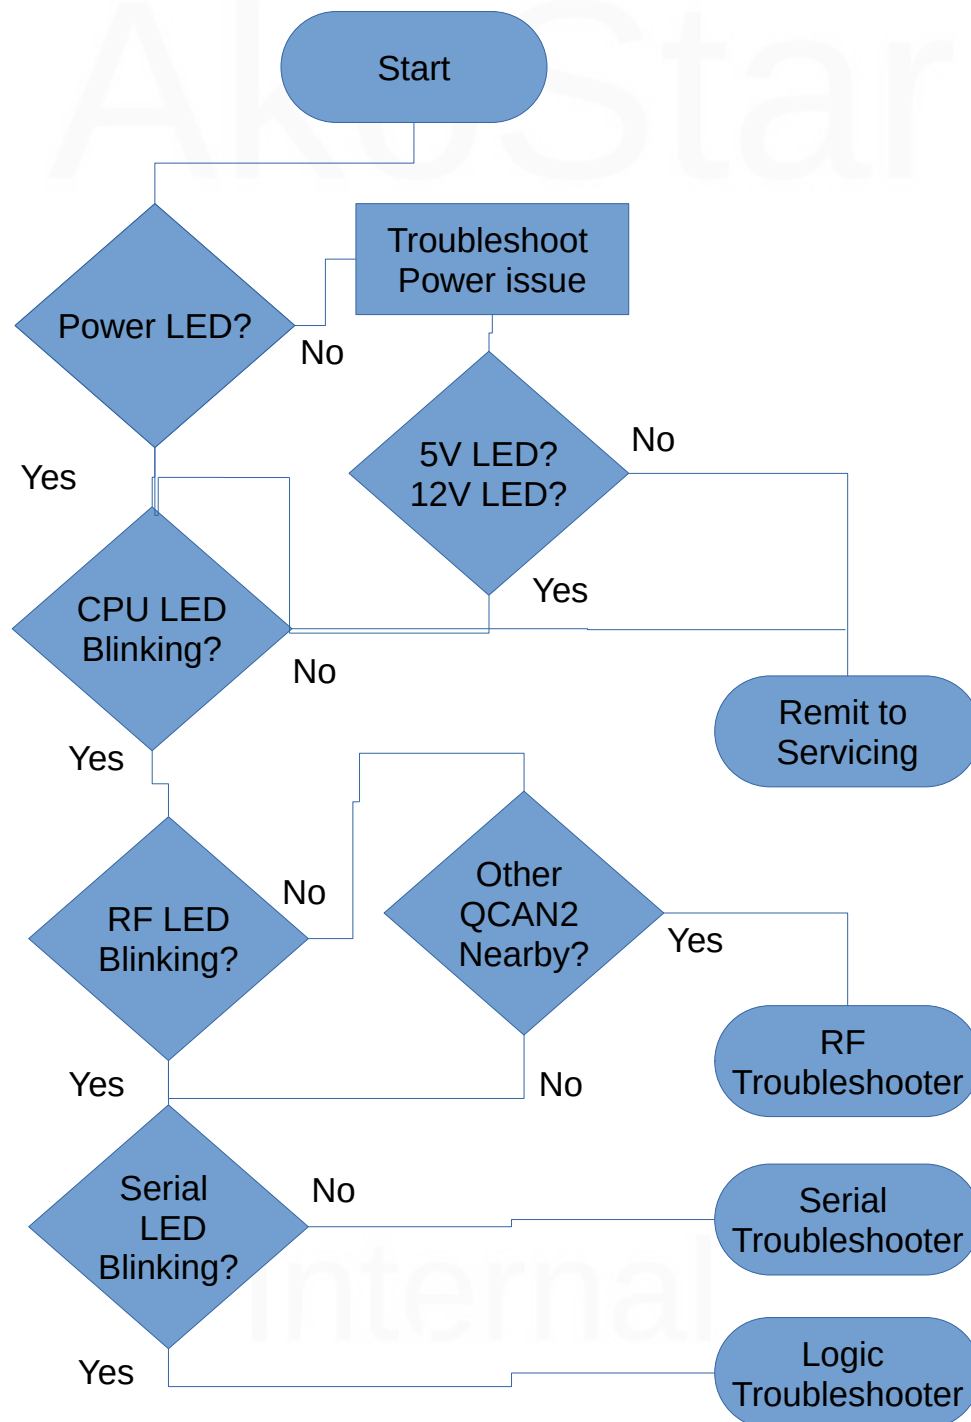 AkoStar
Start
Troubleshoot
Power issue
Power LED?
No
No
5V LED?
12V LED?
Yes
Yes
CPU LED
Blinking?
No
Remit to
Servicing
Yes
Other
QCAN2
Nearby?
No
RF LED
Blinking?
Yes
RF
Troubleshooter
Yes
No
Serial
LED
Blinking?
No
Serial
Troubleshooter
Internal
Yes
Logic
Troubleshooter